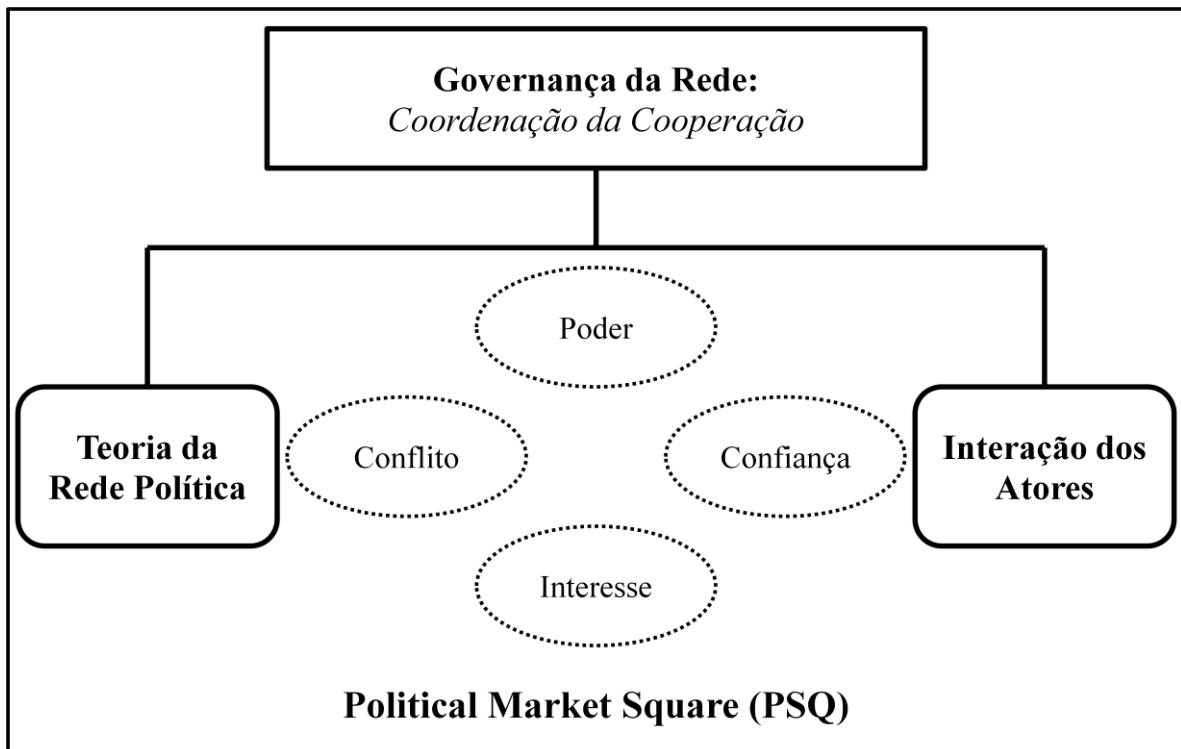 Governança da Rede:
Coordenação da Cooperação
Poder
Teoria da
Rede Política
Conflito
Confiança
Interação dos
Atores
Interesse
Political Market Square (PSQ)